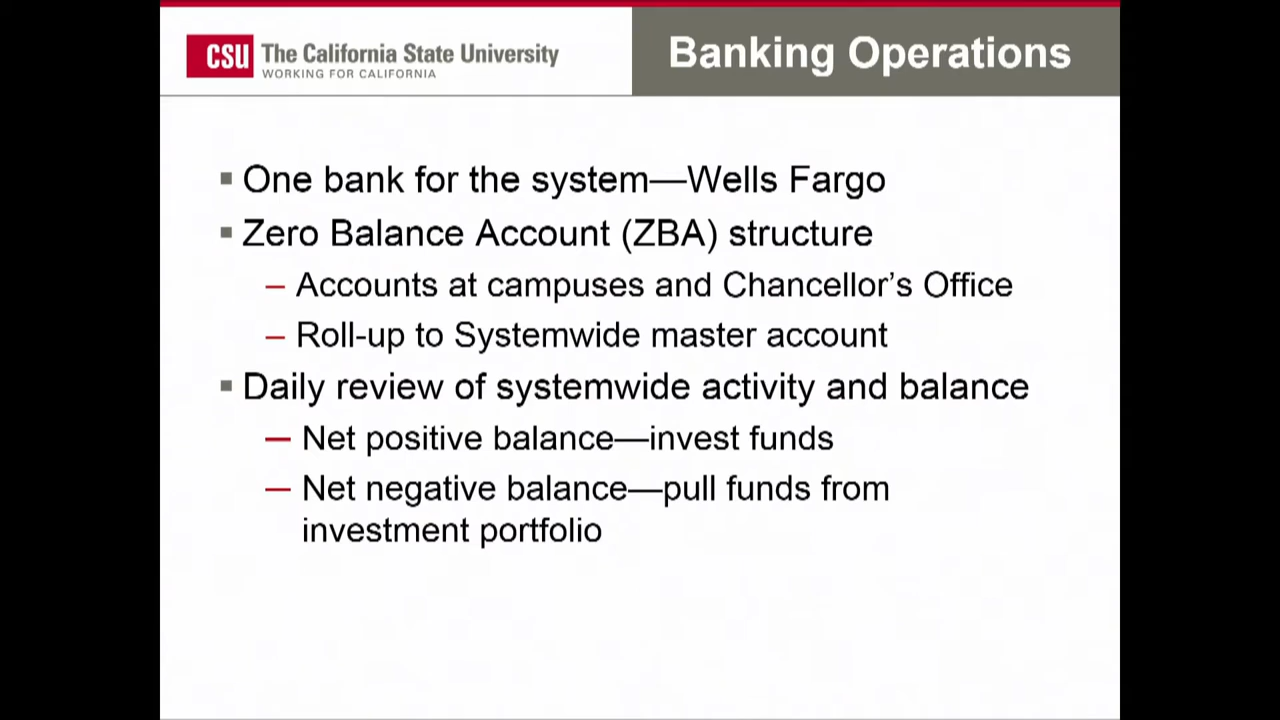 CSU The California State University
WORKING FOR CALIFORNIA
Banking Operations
▪ One bank for the system—Wells Fargo
▪ Zero Balance Account (ZBA) structure
– Accounts at campuses and Chancellor’s Office
– Roll-up to Systemwide master account
▪ Daily review of systemwide activity and balance
– Net positive balance—invest funds
– Net negative balance—pull funds from
investment portfolio